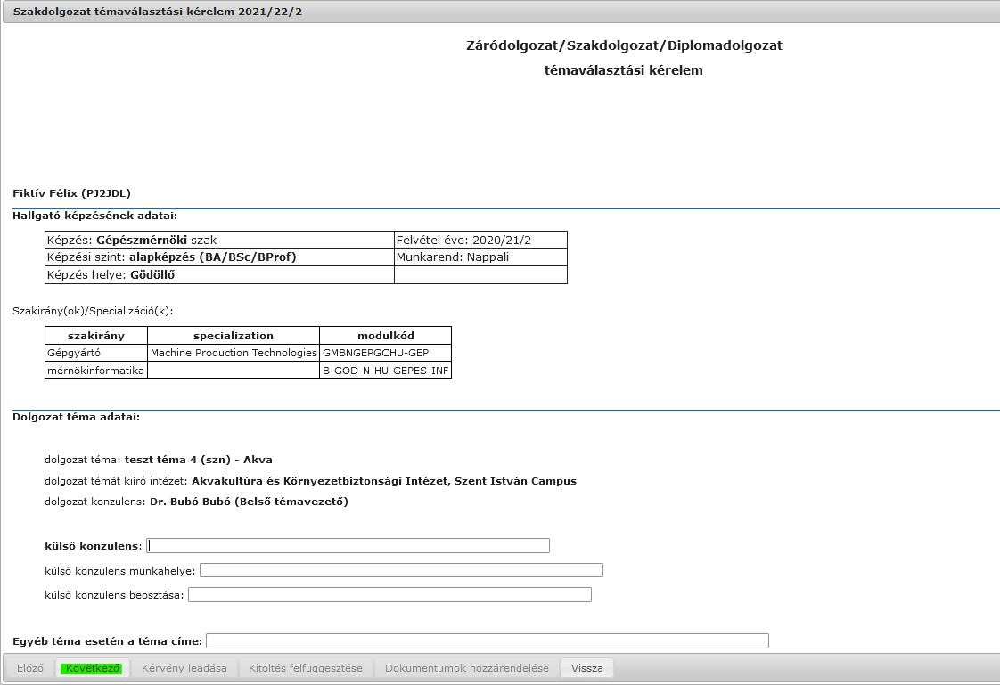 Szakdolgozat témaválasztási kérelem 2021/22/2
Záródolgozat/Szakdolgozat/Diplomadolgozat
témaválasztási kérelem
Fiktív Félix (PJ2JDL)
Hallgató képzésének adatai:
Képzés: Gépészmérnöki szak Felvétel éve: 2020/21/2
Képzési szint: alapképzés (BA/BSc/BProf) Munkarend: Nappali
Képzés helye: Gödöllő
Szakirány(ok)/Specializáció(k):
szakirány specialization modulkód
Gépgyártó Machine Production Technologies GMBNGEPGCHU-GEP
mérnökinformatika B-GOD-N-HU-GEPES-INF
Dolgozat téma adatai:
dolgozat téma: teszt téma 4 (szn) - Akva
dolgozat témát kiíró intézet: Akvakultúra és Környezetbiztonsági Intézet, Szent István Campus
dolgozat konzulens: Dr. Bubó Bubó (Belső témavezető)
külső konzulens:
külső konzulens munkahelye:
külső konzulens beosztása:
Egyéb téma esetén a téma címe:
Előző Következő Kérvény leadása Kitöltés felfüggesztése Dokumentumok hozzárendelése Vissza